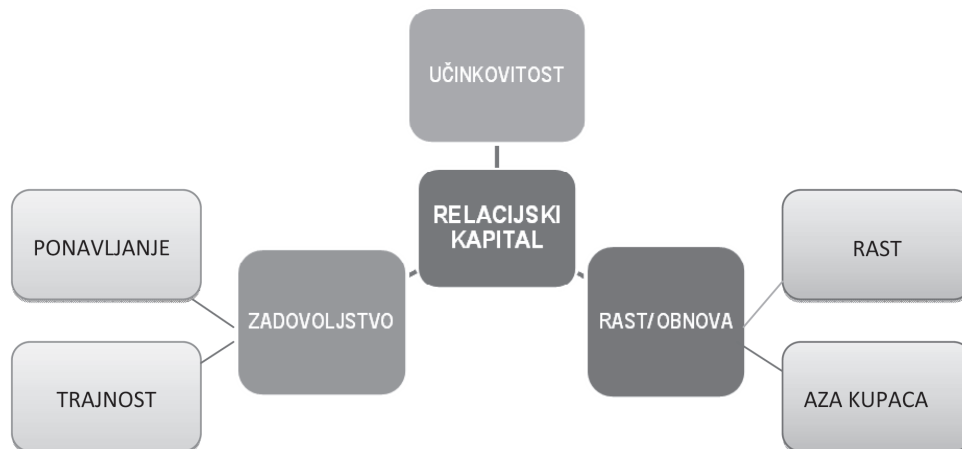 UČINKOVITOST
RELACIJSKI
KAPITAL
PONAVLJANJE
RAST
ZADOVOLJSTVO
RAST/OBNOVA
TRAJNOST
AZA KUPACA